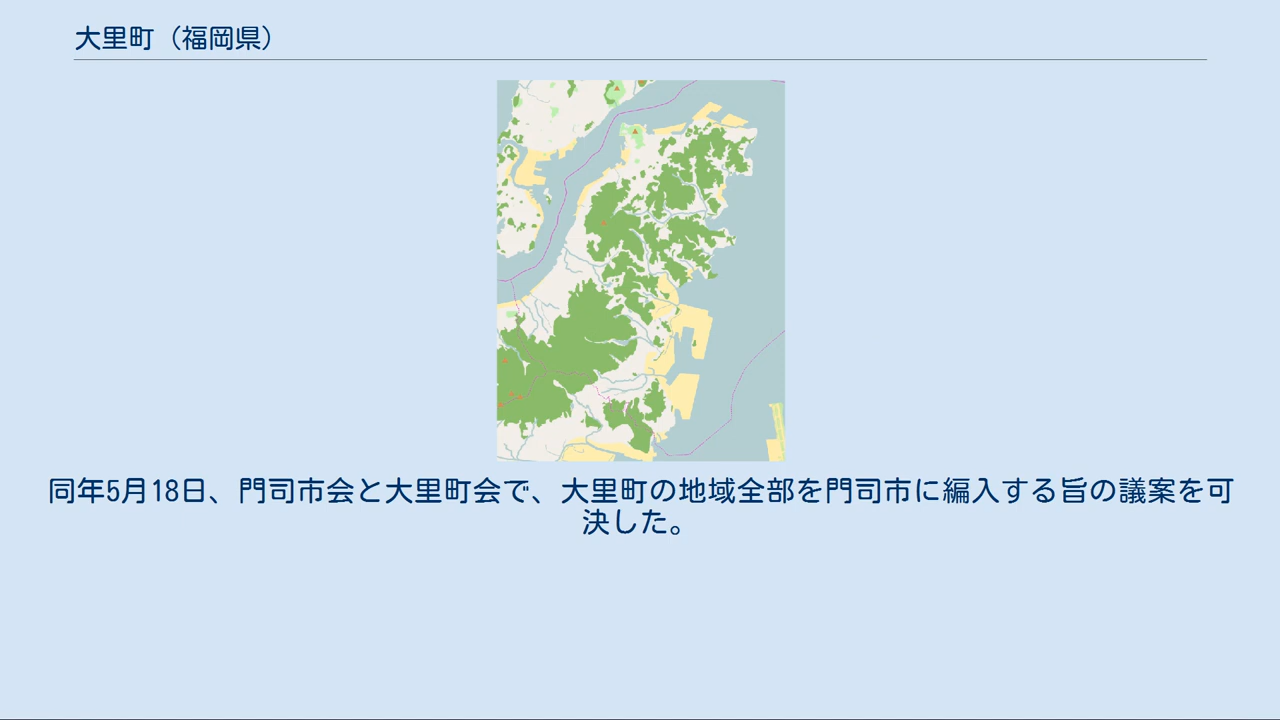 大里町（福岡県）
同年5月18日、門司市会と大里町会で、大里町の地域全部を門司市に編入する旨の議案を可
決した。